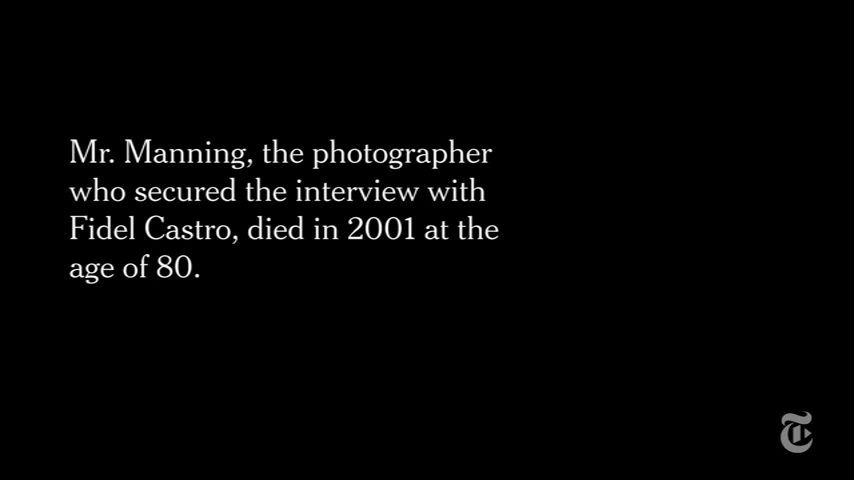 Mr. Manning, the photographer
who secured the interview with
Fidel Castro, died in 2001 at the
age of 80.
T